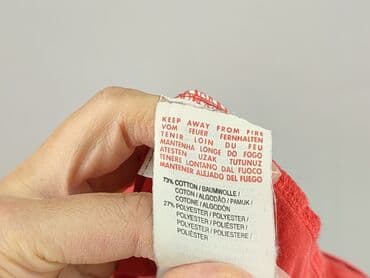 KEEP AWAY FROM FIRE
VOM FEUER FERNHALTEN
TENIR LOIN DU FEU
MANTENHA LONGE DO FOGO
ATESTEN UZAK TUTUNUZ
TENERE LONTANO DAL FUOCO
MANTENER ALEJADO DEL FUEGO
73% COTTON / BAUMWOLLE /
COTON / ALGODÃO / PAMUK /
COTONE / ALGODÓN
27% POLYESTER / POLYESTER /
POLYESTER / POLIÉSTER /
POLYESTER / POLIESTERE /
POLIÉSTER